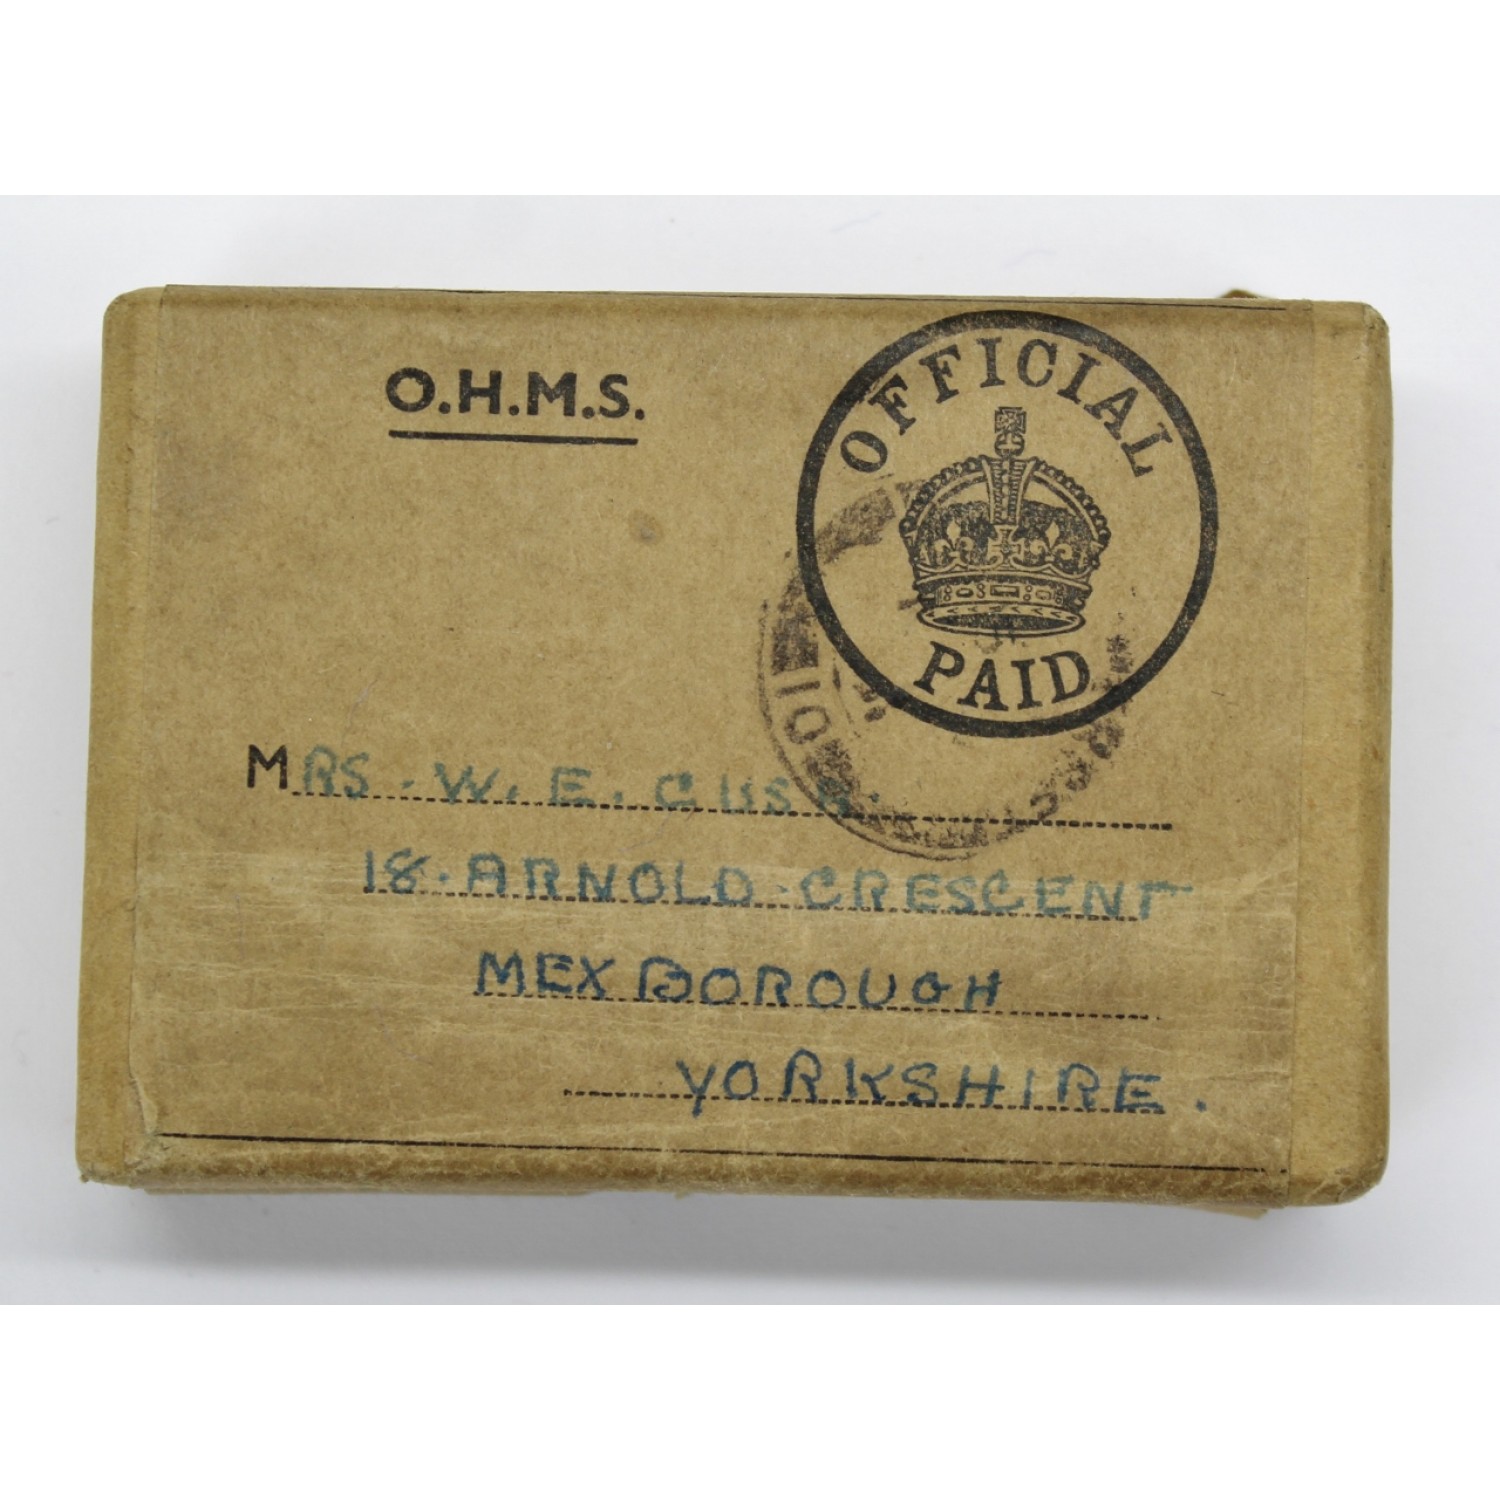 O.H.M.S.
OFFICIAL
PAID
MRS. W. E.
18. ARNOLD CRESCENT
MEXBOROUGH
YORKSHIRE.